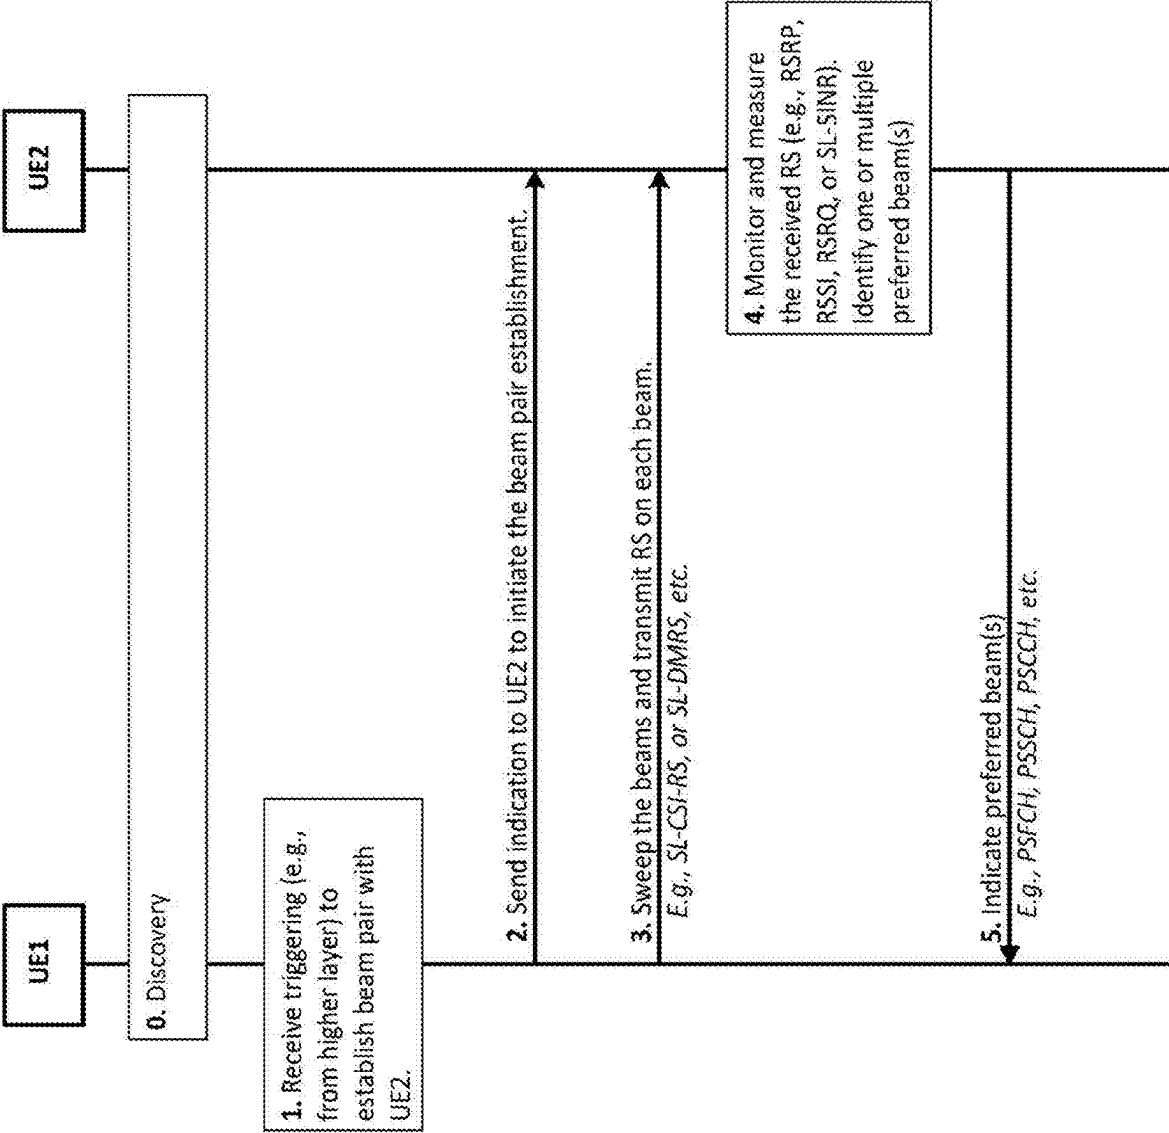 UE1
UE2
0. Discovery
1. Receive triggering (e.g.,
from higher layer) to
establish beam pair with
UE2.
2. Send indication to UE2 to initiate the beam pair establishment.
3. Sweep the beams and transmit RS on each beam.
E.g., SL-CSI-RS, or SL-DMRS, etc.
4. Monitor and measure
the received RS (e.g., RSRP,
RSSI, RSRQ, or SL-SINR).
Identify one or multiple
preferred beam(s)
5. Indicate preferred beam(s)
E.g., PSFCH, PSSCH, PSCCH, etc.